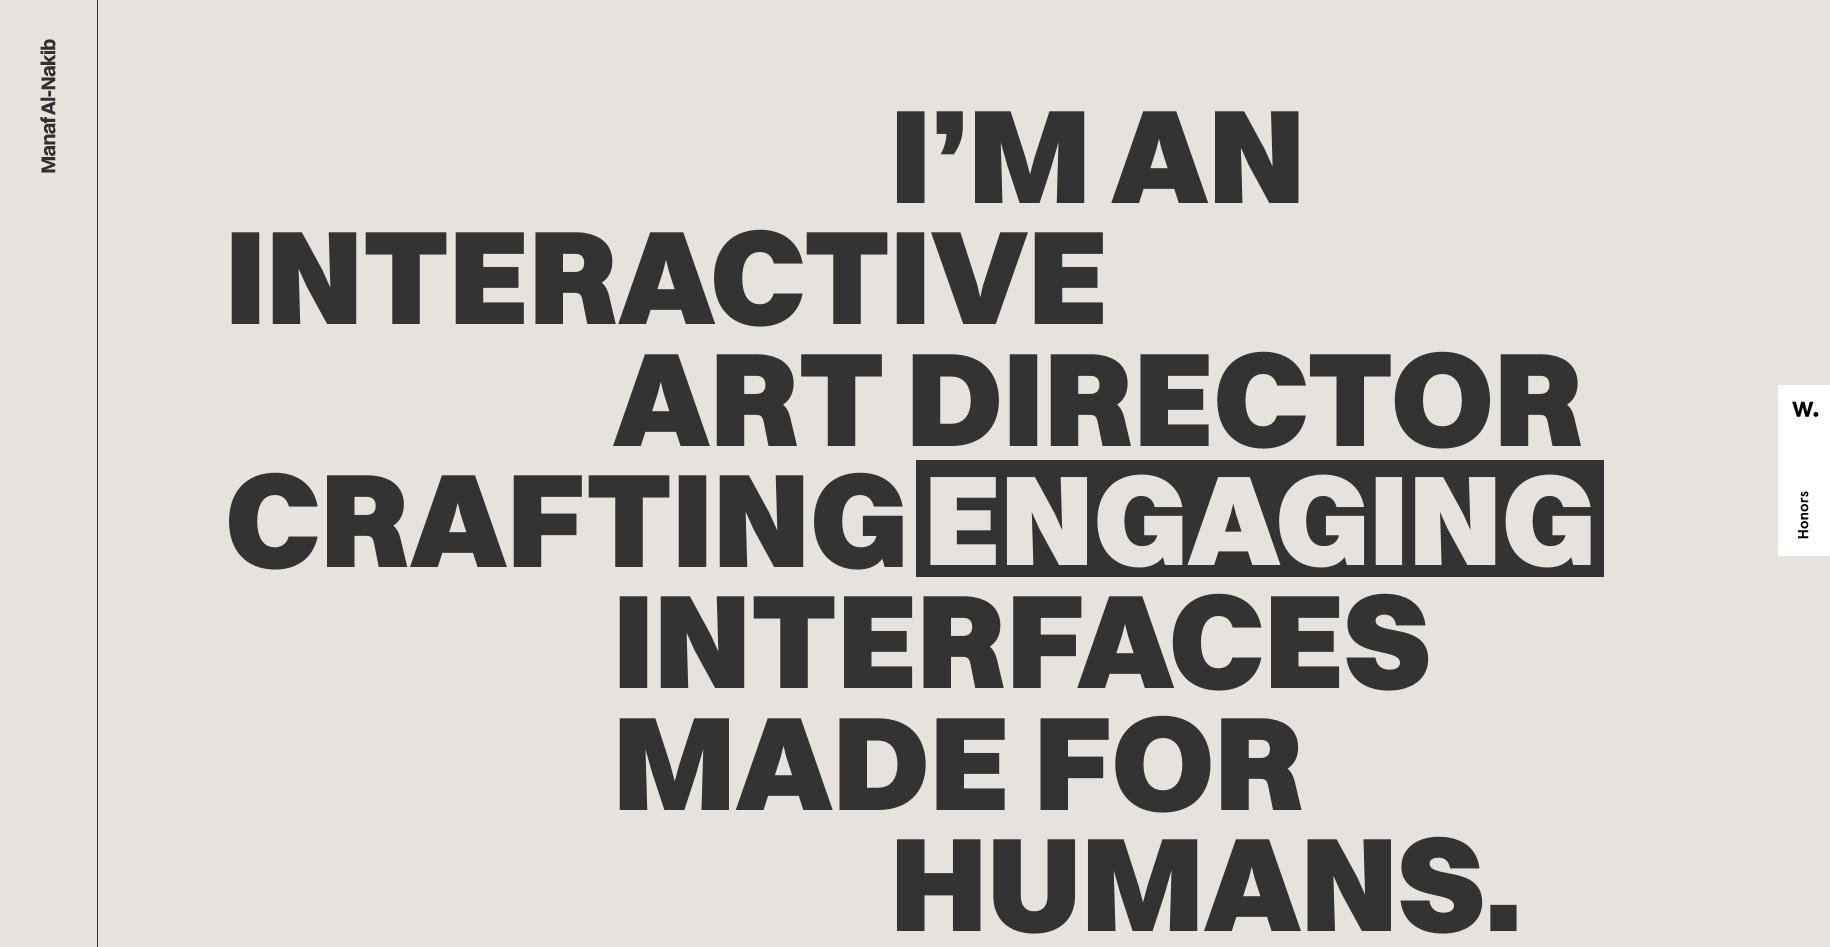 Manaf Al-Nakib
I’M AN
INTERACTIVE
ART DIRECTOR
CRAFTING ENGAGING
INTERFACES
MADE FOR
HUMANS.
W.
Honors